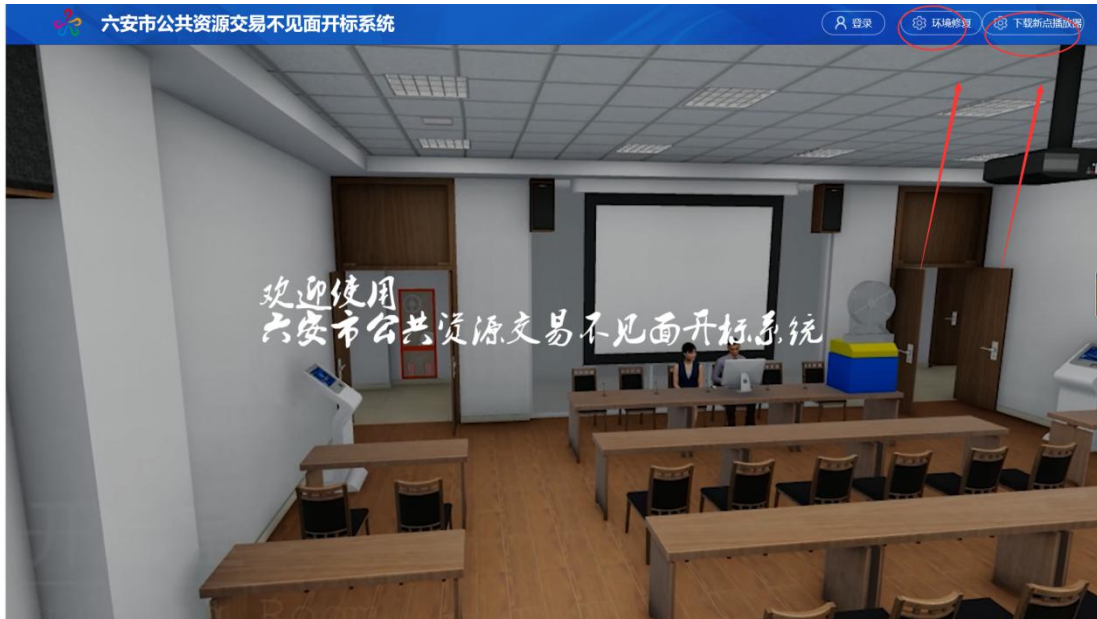 六安市公共资源交易不见面开标系统
登录 环境修复 下载新点播放器
欢迎使用
六安市公共资源交易不见面开标系统
Room